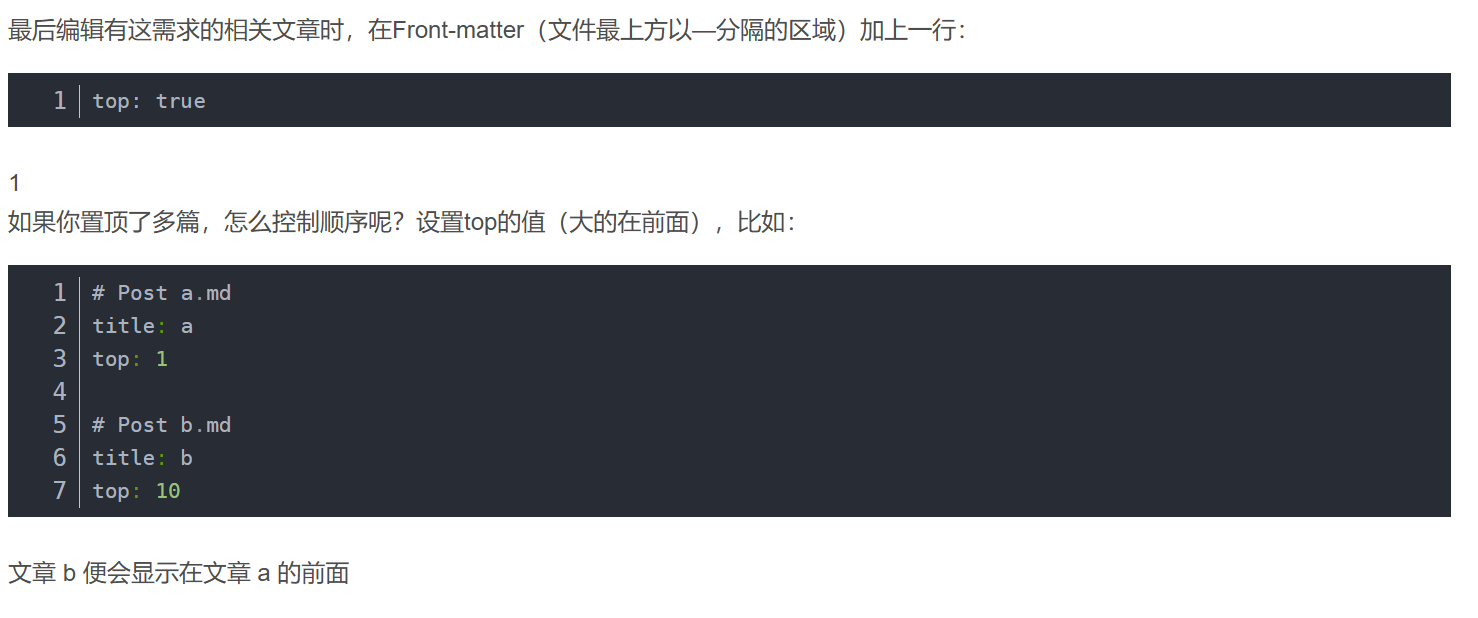 最后编辑有这需求的相关文章时，在Front-matter（文件最上方以—分隔的区域）加上一行：
1 top: true
1
如果你置顶了多篇，怎么控制顺序呢？设置top的值（大的在前面），比如：
1 # Post a.md
2 title: a
3 top: 1
4
5 # Post b.md
6 title: b
7 top: 10
文章 b 便会显示在文章 a 的前面